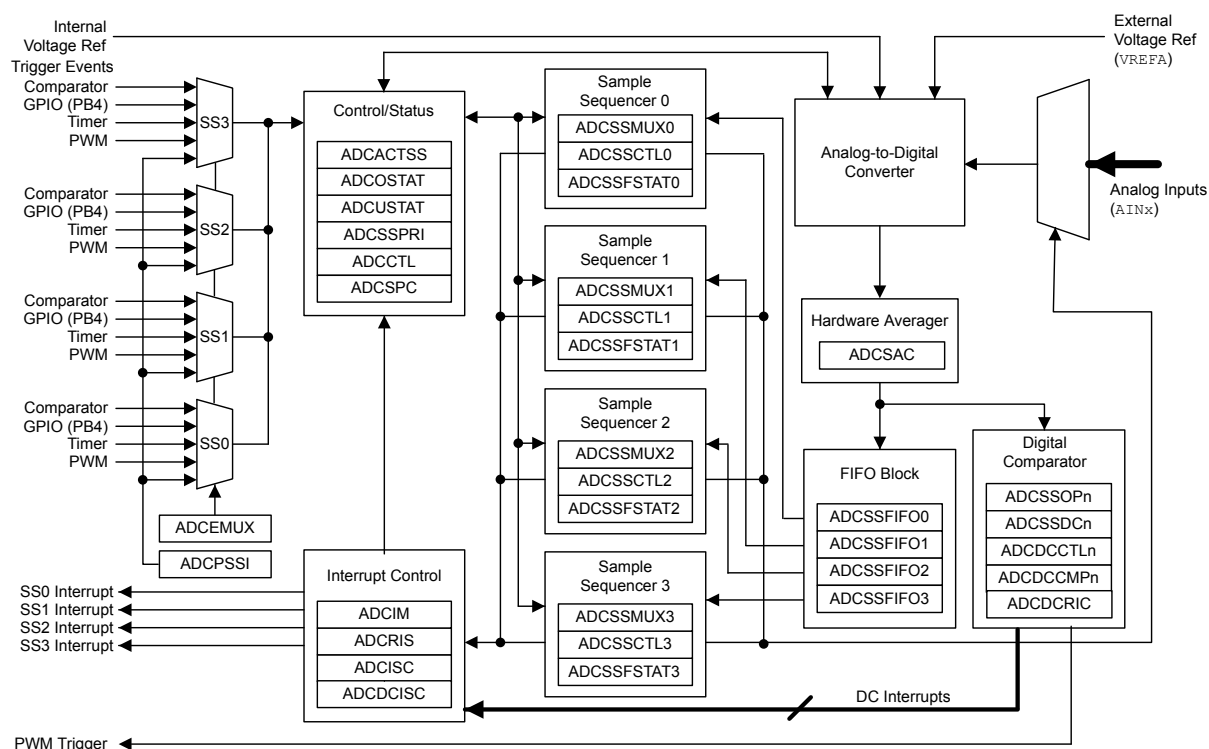 Internal
Voltage Ref
Trigger Events
Comparator
GPIO (PB4)
Timer
PWM
SS3
Comparator
GPIO (PB4)
Timer
PWM
SS2
Comparator
GPIO (PB4)
Timer
PWM
SS1
Comparator
GPIO (PB4)
Timer
PWM
SS0
ADCEMUX
ADCPSSI
SS0 Interrupt
SS1 Interrupt
SS2 Interrupt
SS3 Interrupt
PWM Trigger
Control/Status
ADCACTSS
ADCOSTAT
ADCUSTAT
ADCSSPRI
ADCCTL
ADCSPC
Interrupt Control
ADCIM
ADCRIS
ADCISC
ADCDCISC
Sample
Sequencer 0
ADCSSMUX0
ADCSSCTL0
ADCSSFSTAT0
Sample
Sequencer 1
ADCSSMUX1
ADCSSCTL1
ADCSSFSTAT1
Sample
Sequencer 2
ADCSSMUX2
ADCSSCTL2
ADCSSFSTAT2
Sample
Sequencer 3
ADCSSMUX3
ADCSSCTL3
ADCSSFSTAT3
External
Voltage Ref
(VREFA)
Analog-to-Digital
Converter
Analog Inputs
(AINx)
Hardware Averager
ADCSAC
FIFO Block
ADCSSFIFO0
ADCSSFIFO1
ADCSSFIFO2
ADCSSFIFO3
Digital
Comparator
ADCSSOPn
ADCSSDCn
ADCDCCTLn
ADCDCCMPn
ADCDCRIC
DC Interrupts